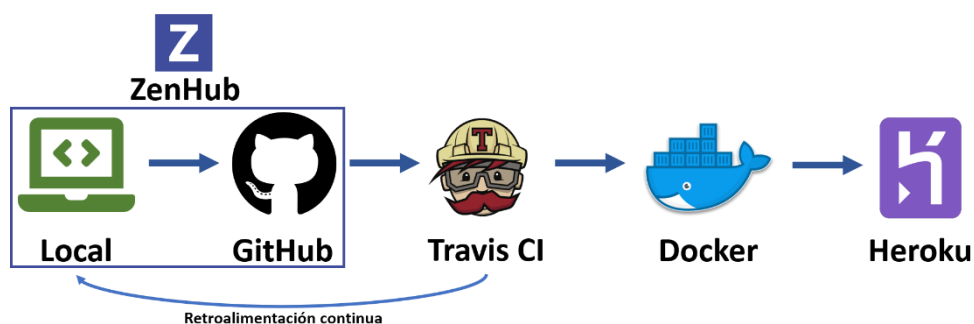 Z
ZenHub
T
Local
GitHub
Travis CI
Docker
Heroku
Retroalimentación continua